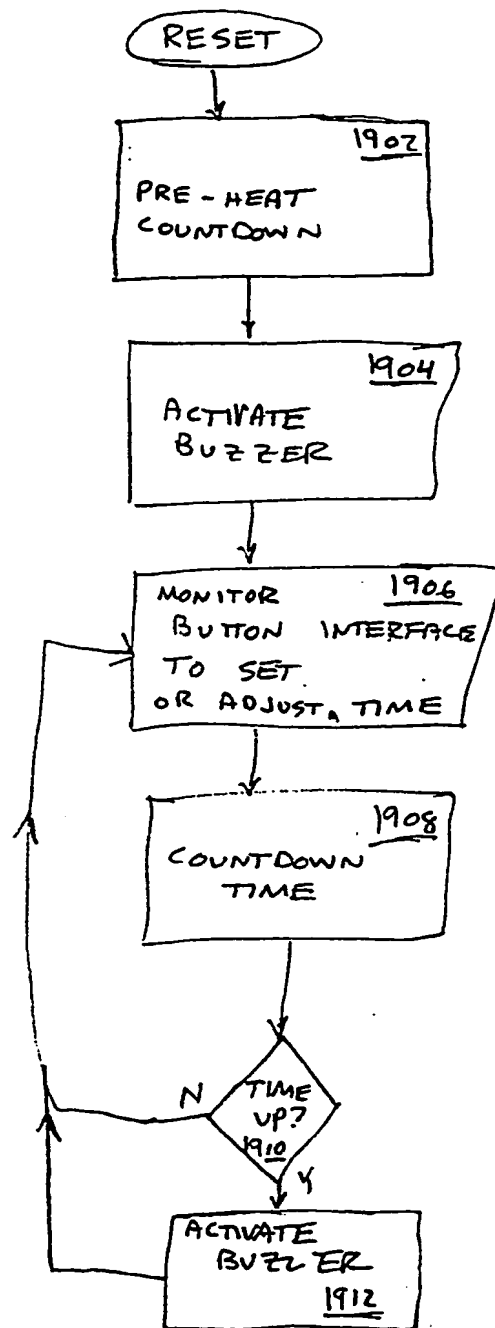 RESET
1902
PRE-HEAT
COUNTDOWN
1904
ACTIVATE
BUZZER
MONITOR 1906
BUTTON INTERFACE
TO SET
OR ADJUST TIME
1908
COUNTDOWN
TIME
N
TIME
UP?
1910
Y
ACTIVATE
BUZZER
1912